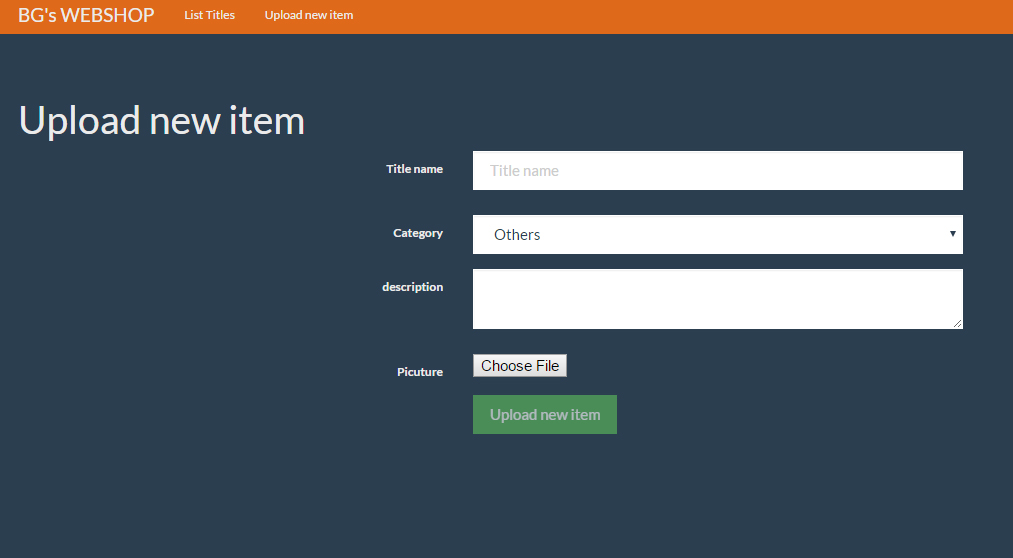 BG's WEBSHOP List Titles Upload new item
Upload new item
Title name Title name
Category Others
description
Picuture Choose File
Upload new item